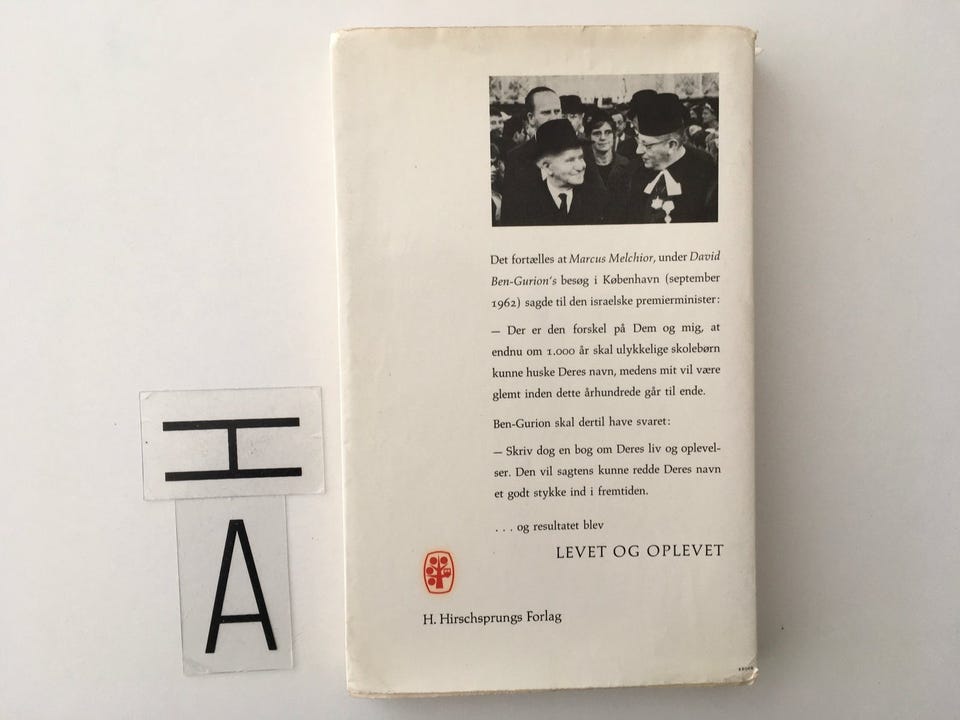 Det fortælles at Marcus Melchior, under David
Ben-Gurion's besøg i København (september
1962) sagde til den israelske premierminister:
— Der er den forskel på Dem og mig, at
endnu om 1.000 år skal ulykkelige skolebørn
kunne huske Deres navn, medens mit vil være
glemt inden dette århundrede går til ende.
Ben-Gurion skal dertil have svaret:
— Skriv dog en bog om Deres liv og oplevel-
ser. Den vil sagtens kunne redde Deres navn
et godt stykke ind i fremtiden.
. . . og resultatet blev
LEVET OG OPLEVET
H. Hirschsprungs Forlag
H
A